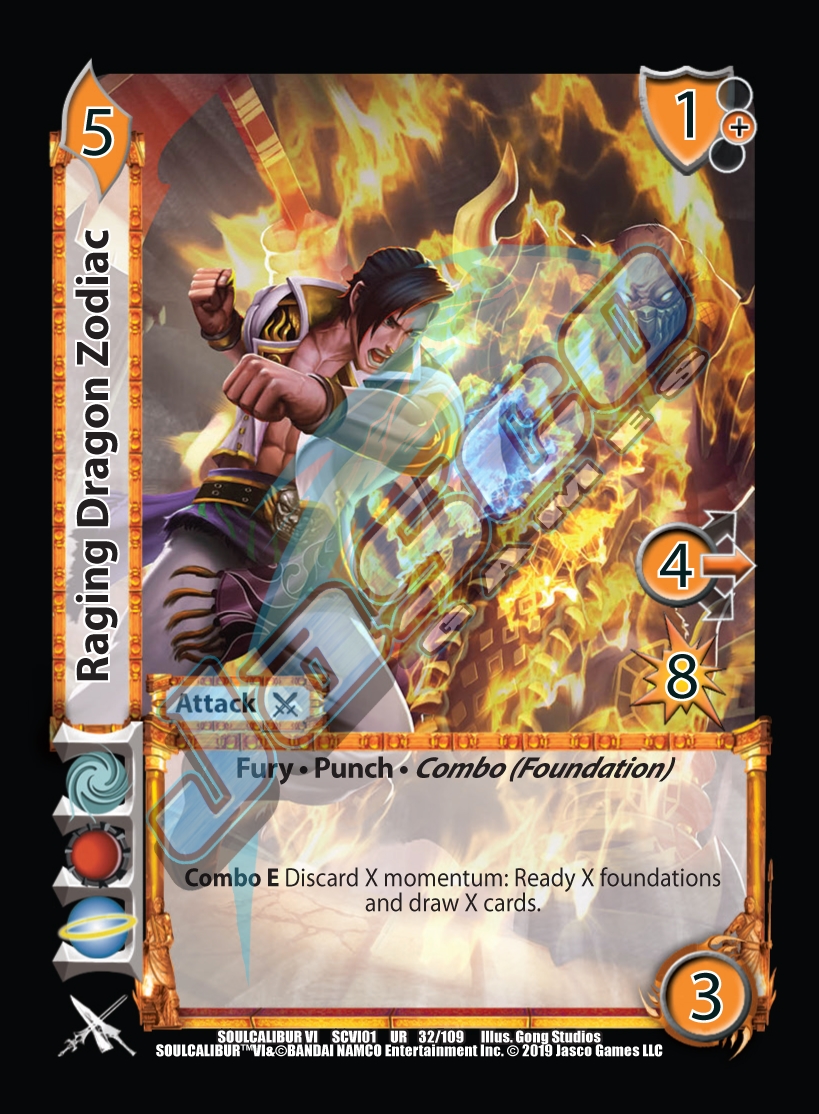 5
1
+
Raging Dragon Zodiac
JASCO
GAMES
4
8
Attack
Fury • Punch • Combo (Foundation)
Combo E Discard X momentum: Ready X foundations
and draw X cards.
3
SOULCALIBUR VI SCVI01 UR 32/109 Illus. Gong Studios
SOULCALIBUR™VI&©BANDAI NAMCO Entertainment Inc. © 2019 Jasco Games LLC